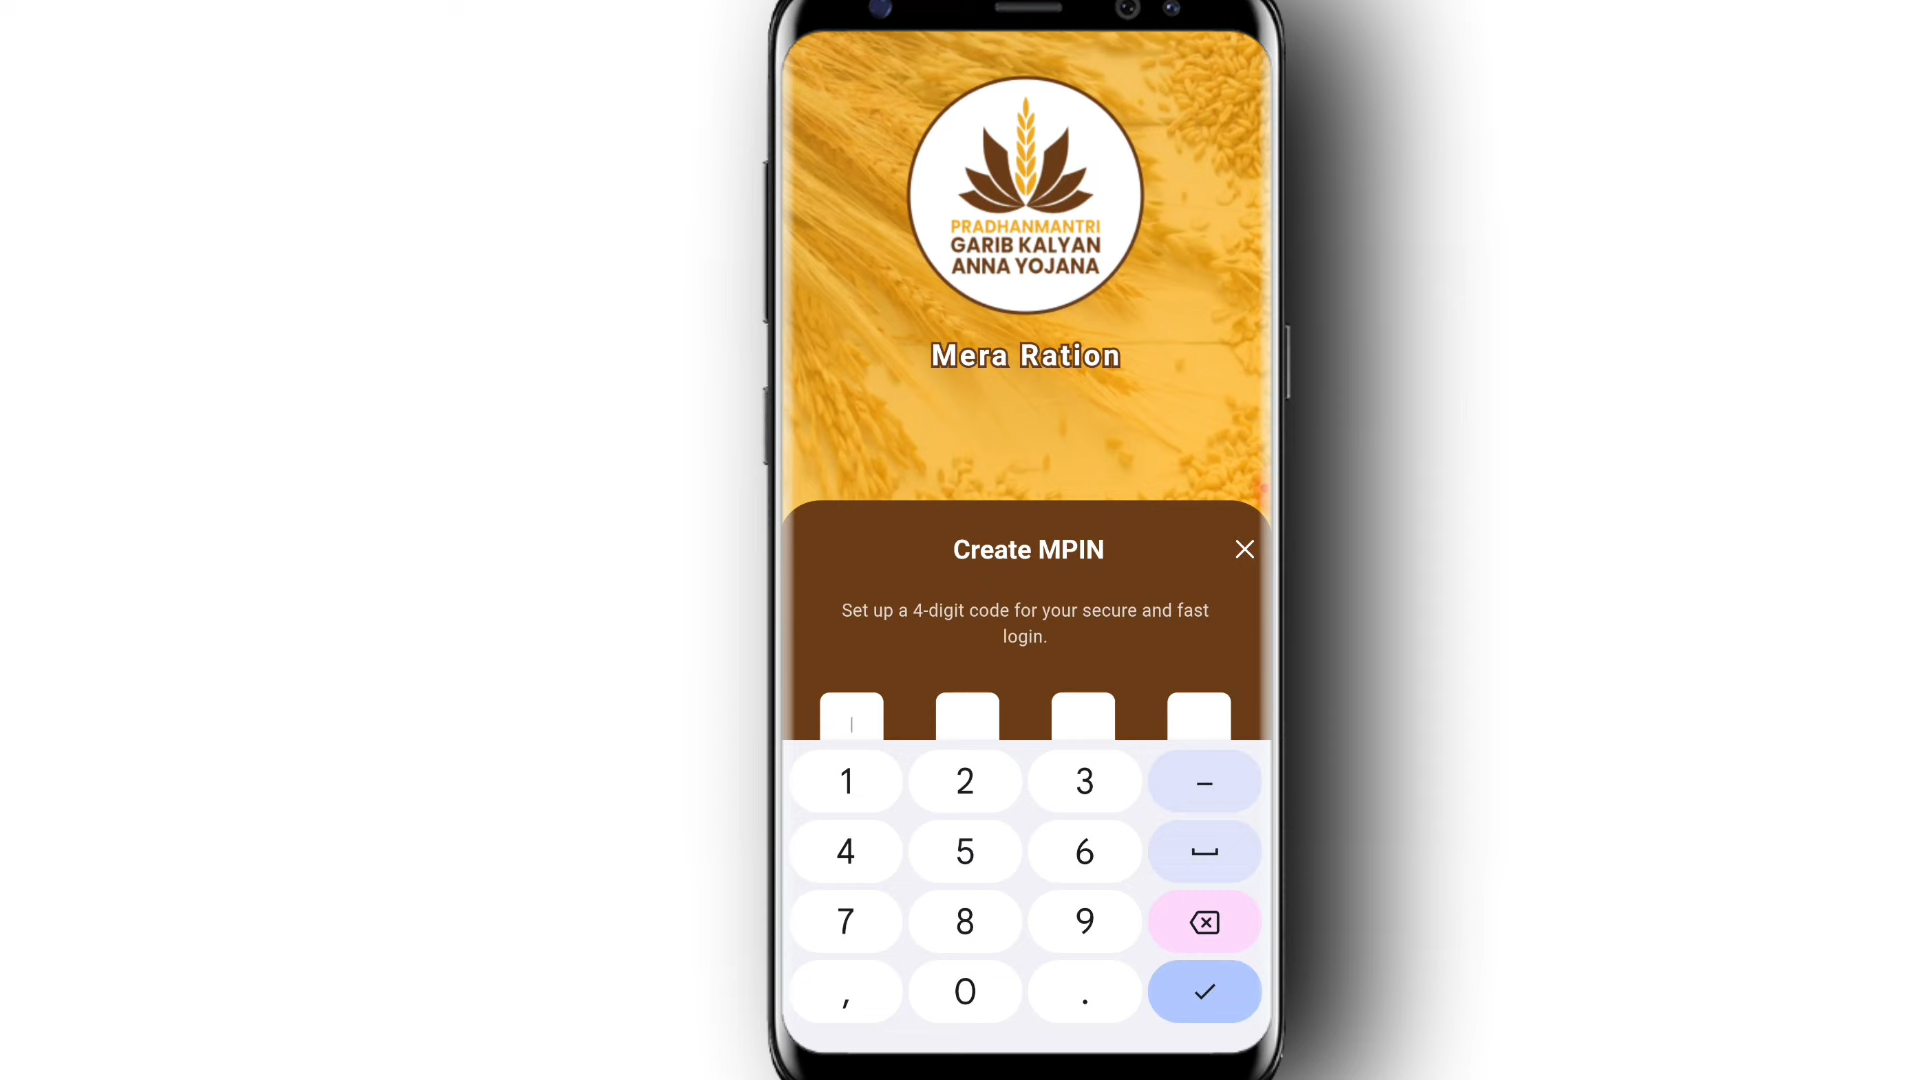 PRADHANMANTRI
GARIB KALYAN
ANNA YOJANA
Mera Ration
Create MPIN
Set up a 4-digit code for your secure and fast
login.
1 2 3 –
4 5 6
7 8 9
, 0 .